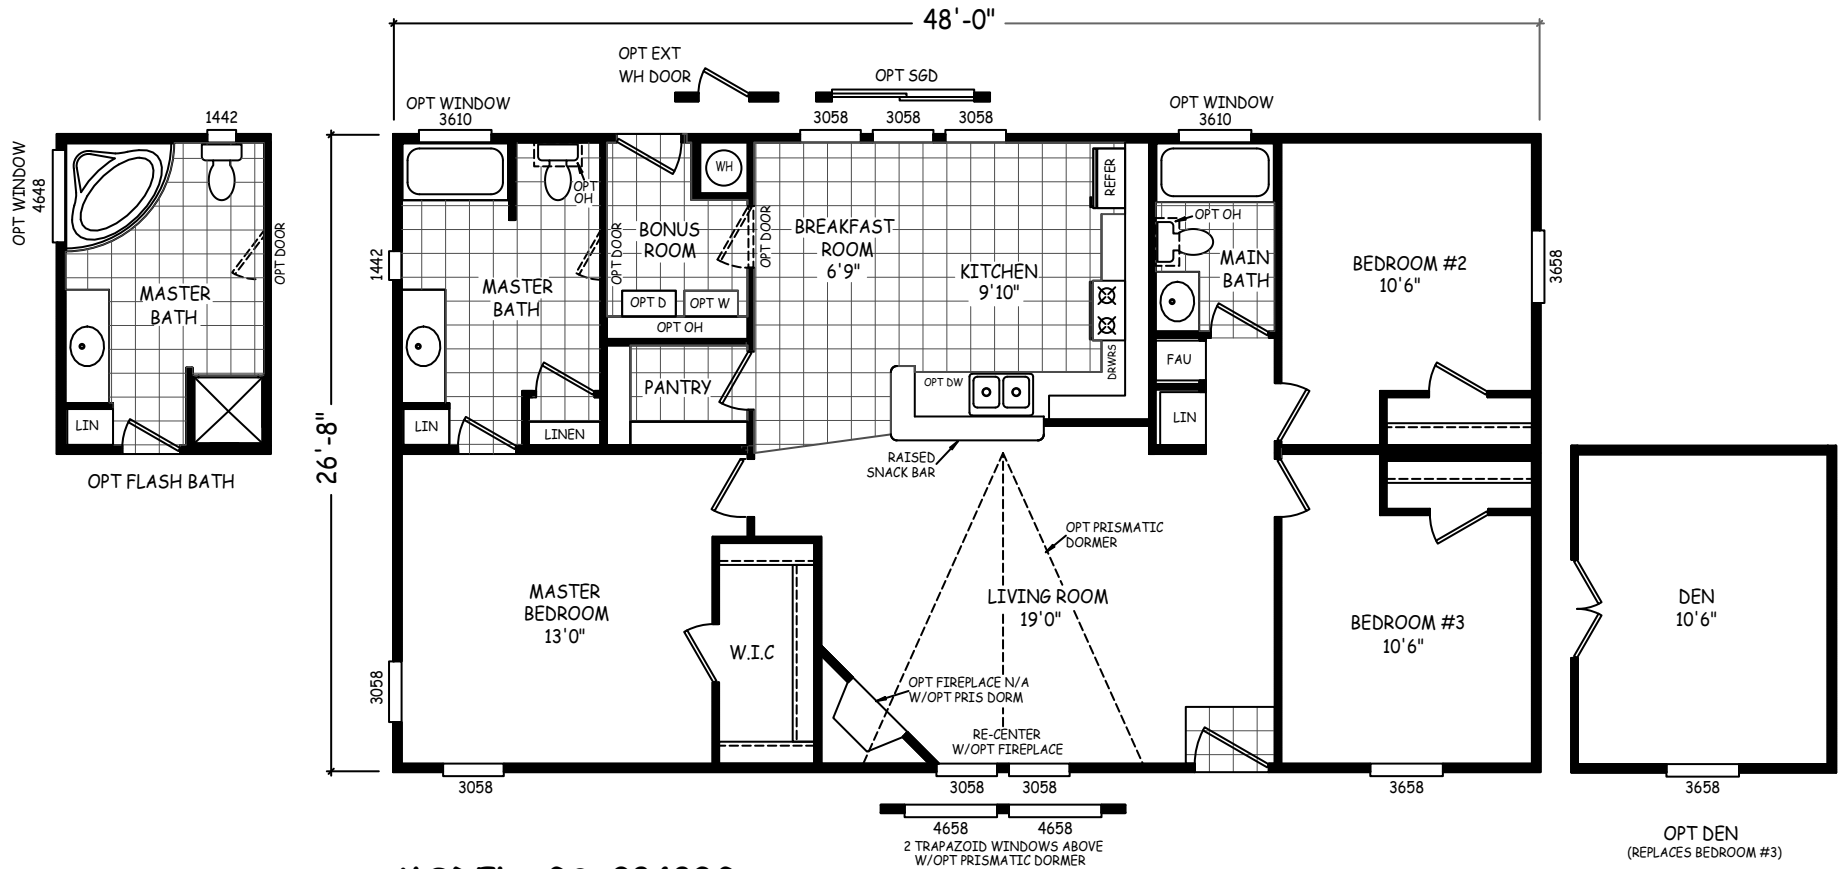 48'-0"
OPT EXT
WH DOOR
OPT SGD
OPT WINDOW
3610
3058
3058
3058
OPT WINDOW
3610
1442
OPT WINDOW
4648
OPT DOOR
MASTER
BATH
LIN
OPT FLASH BATH
26'-8"
1442
OPT
OH
MASTER
BATH
LIN
LINEN
OPT DOOR
BONUS
ROOM
WH
OPT DOOR
OPT D
OPT W
OPT OH
PANTRY
BREAKFAST
ROOM
6'9"
KITCHEN
9'10"
REFER
DRWRS
OPT DW
RAISED
SNACK BAR
OPT OH
MAIN
BATH
FAU
LIN
BEDROOM #2
10'6"
3658
MASTER
BEDROOM
13'0"
3058
3058
W.I.C
OPT PRISMATIC
DORMER
LIVING ROOM
19'0"
OPT FIREPLACE N/A
W/OPT PRIS DORM
RE-CENTER
W/OPT FIREPLACE
3058
3058
4658
4658
2 TRAPAZOID WINDOWS ABOVE
W/OPT PRISMATIC DORMER
BEDROOM #3
10'6"
3658
DEN
10'6"
3658
OPT DEN
(REPLACES BEDROOM #3)